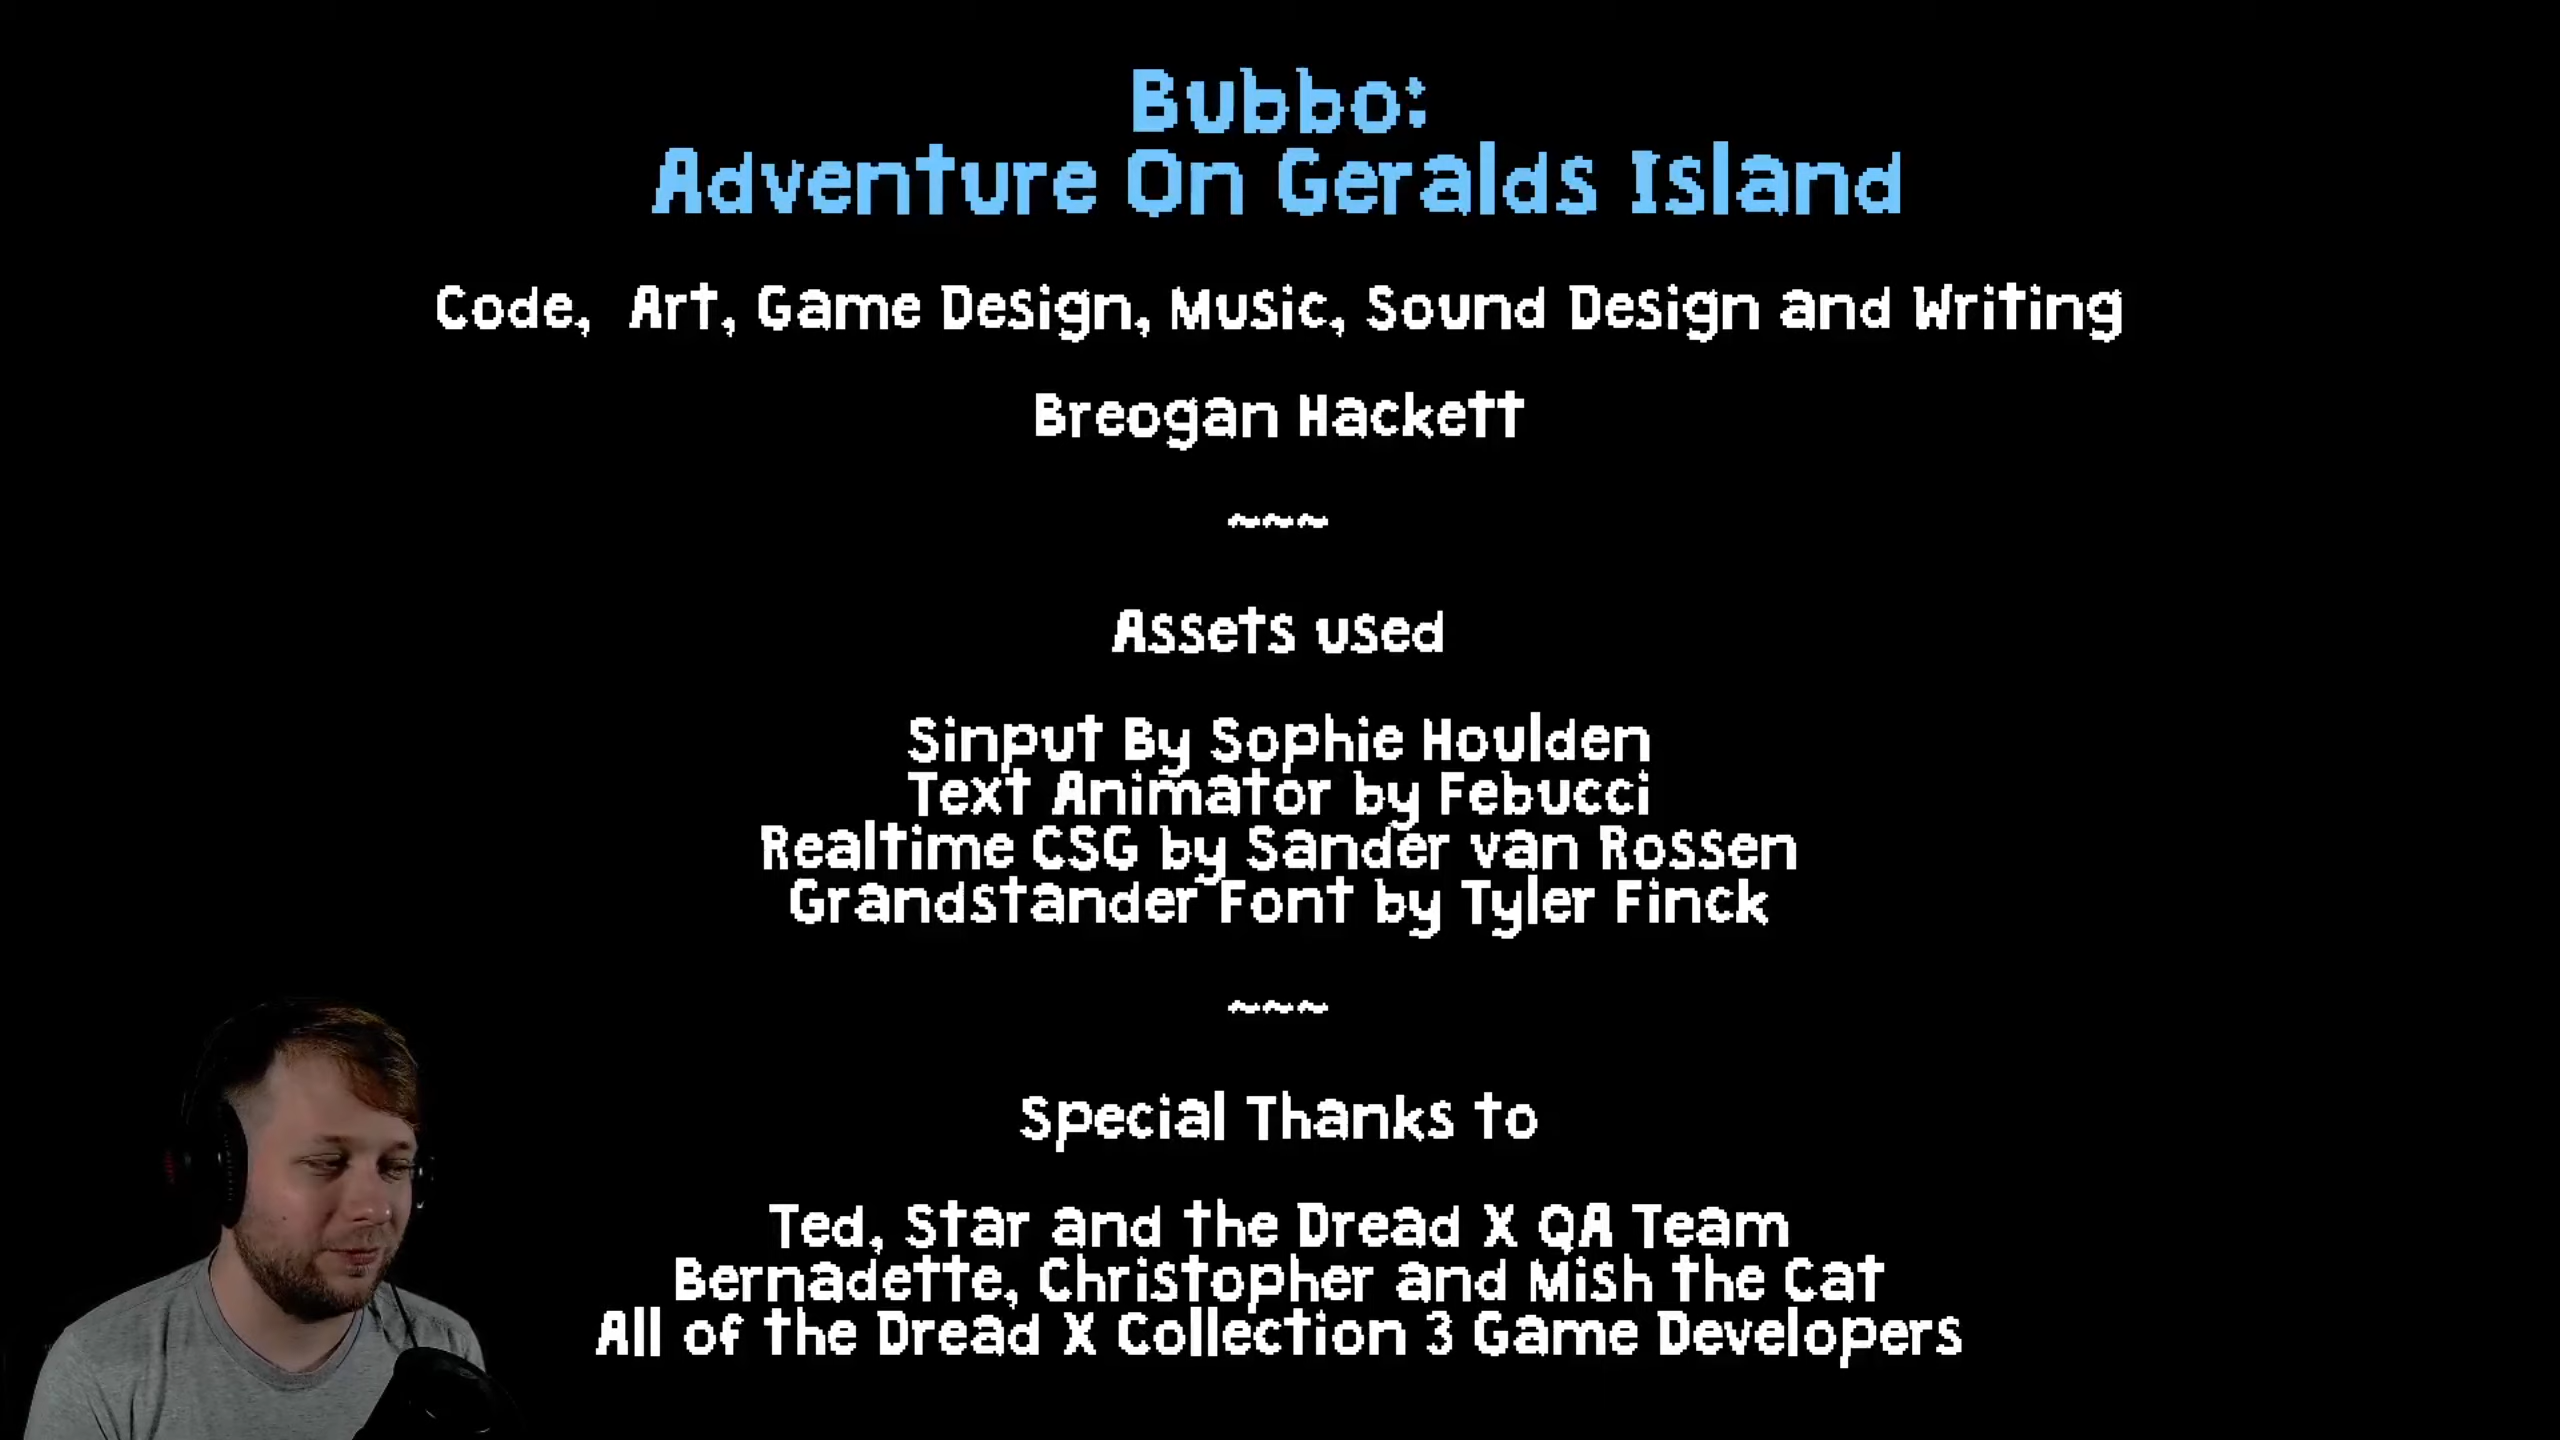 Bubbo:
Adventure On Geralds Island
Code, Art, Game Design, Music, Sound Design and Writing
Breogan Hackett
~~~
Assets used
Sinput By Sophie Houlden
Text Animator by Febucci
Realtime CSG by Sander van Rossen
Grandstander Font by Tyler Finck
~~~
Special Thanks to
Ted, Star and the Dread X QA Team
Bernadette, Christopher and Mish the Cat
All of the Dread X Collection 3 Game Developers